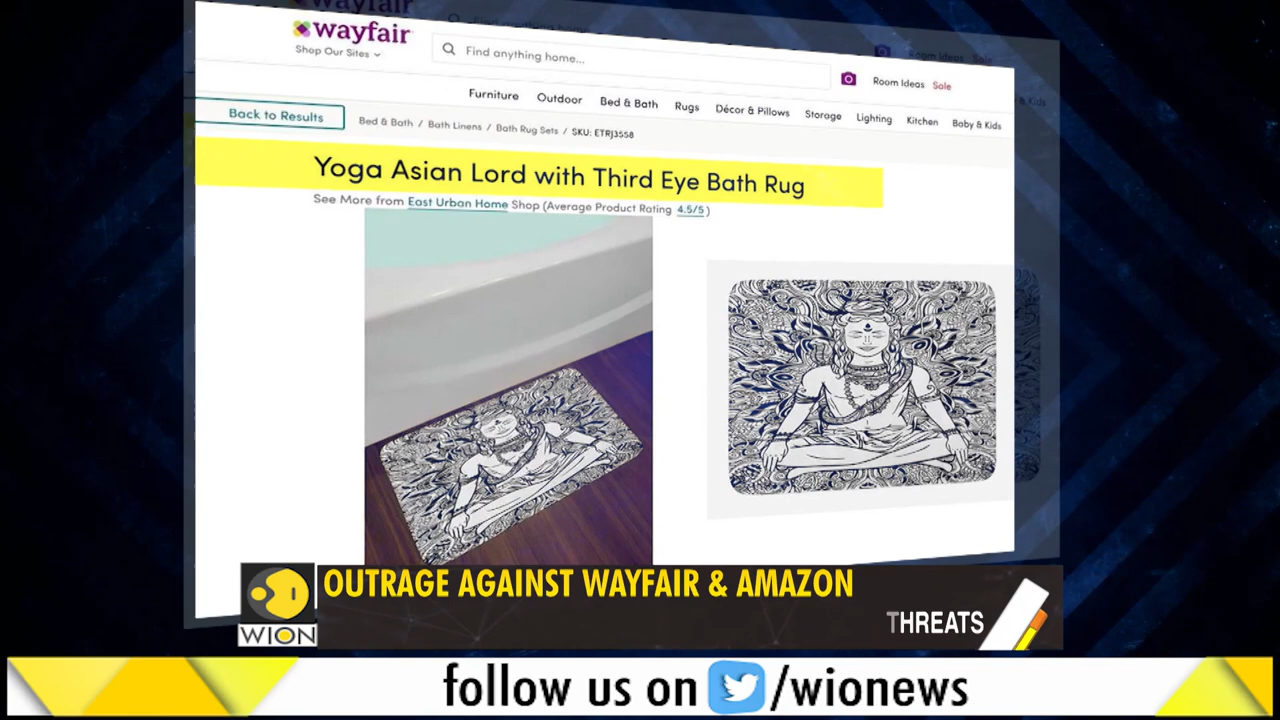 wayfair
Shop Our Sites
Find anything home...
Room Ideas Sale
Furniture Outdoor Bed & Bath Rugs Décor & Pillows Storage Lighting Kitchen Baby & Kids
Back to Results
Bed & Bath / Bath Linens / Bath Rug Sets / SKU: ETRJ3558
Yoga Asian Lord with Third Eye Bath Rug
See More from East Urban Home Shop (Average Product Rating 4.5/5)
OUTRAGE AGAINST WAYFAIR & AMAZON
THREATS
WION
follow us on /wionews